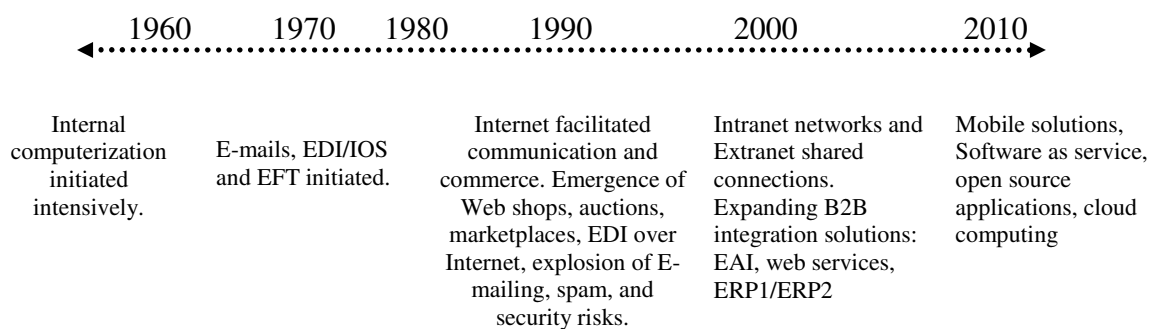 1960 1970 1980 1990 2000 2010
Internal
computerization
initiated
intensively.
E-mails, EDI/IOS
and EFT initiated.
Internet facilitated
communication and
commerce. Emergence of
Web shops, auctions,
marketplaces, EDI over
Internet, explosion of E-
mailing, spam, and
security risks.
Intranet networks and
Extranet shared
connections.
Expanding B2B
integration solutions:
EAI, web services,
ERP1/ERP2
Mobile solutions,
Software as service,
open source
applications, cloud
computing